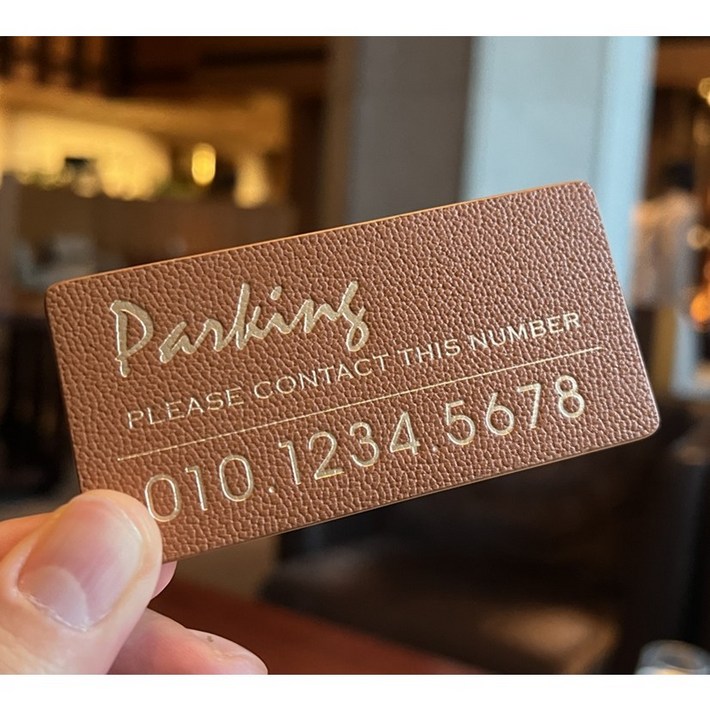 Parking
PLEASE CONTACT THIS NUMBER
010.1234.5678